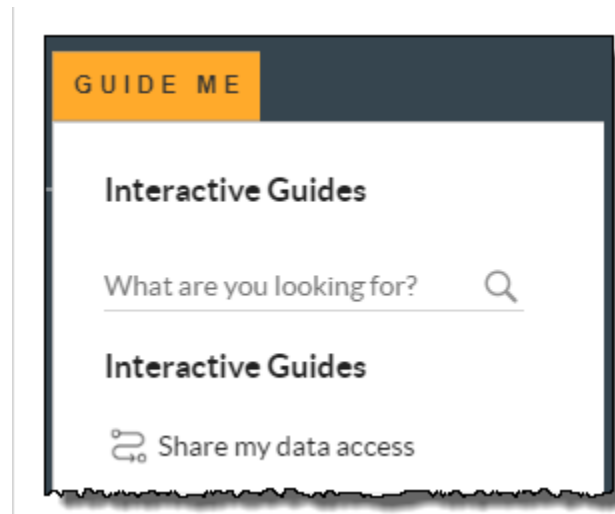 GUIDE ME
Interactive Guides
What are you looking for?
Interactive Guides
Share my data access